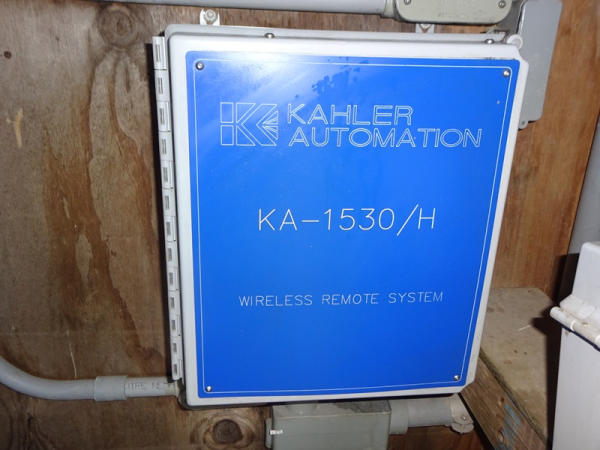 KAHLER
AUTOMATION
KA-1530/H
WIRELESS REMOTE SYSTEM